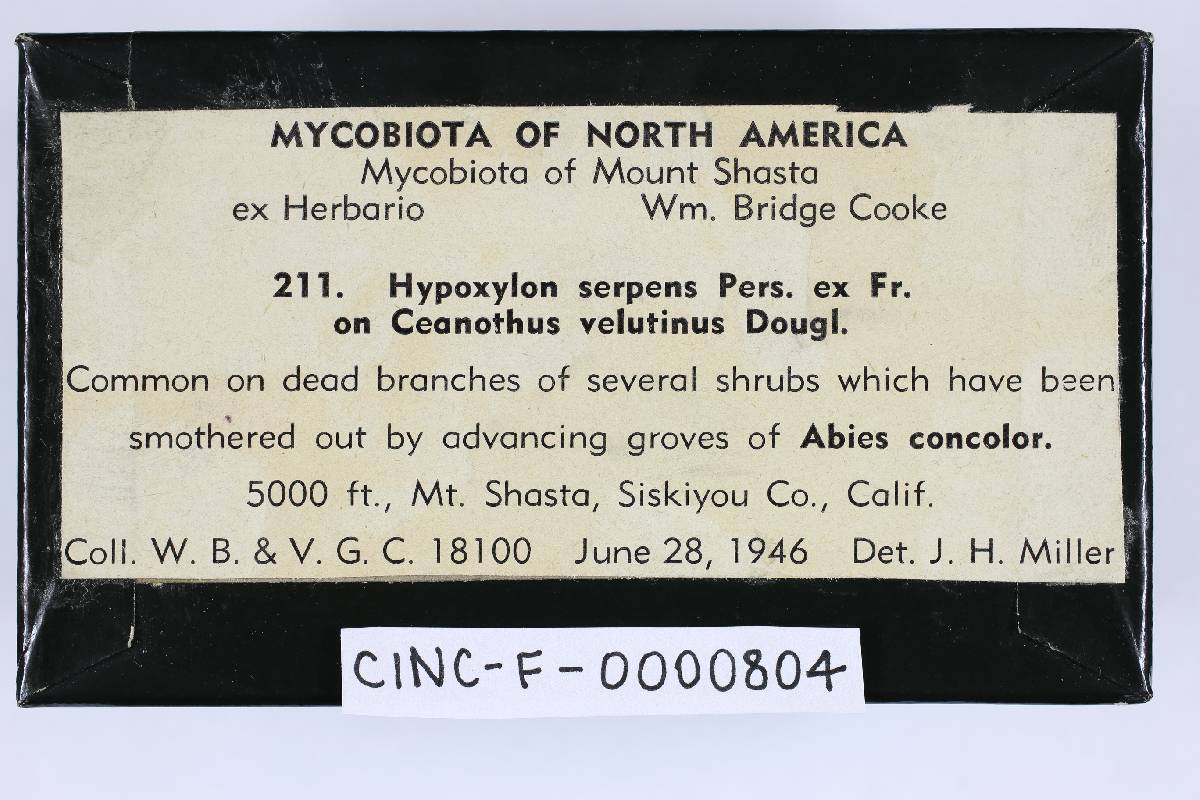 MYCOBIOTA OF NORTH AMERICA
Mycobiota of Mount Shasta
ex Herbario Wm. Bridge Cooke
211. Hypoxylon serpens Pers. ex Fr.
on Ceanothus velutinus Dougl.
Common on dead branches of several shrubs which have been
smothered out by advancing groves of Abies concolor.
5000 ft., Mt. Shasta, Siskiyou Co., Calif.
Coll. W. B. & V. G. C. 18100 June 28, 1946 Det. J. H. Miller
CINC-F-0000804